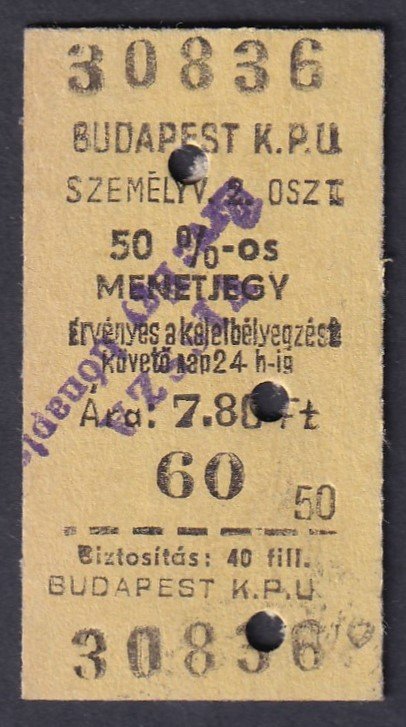 30836
BUDAPEST K.P.U.
SZEMÉLYV. 2. OSZT.
50 %-os
MENETJEGY
érvényes a keletbélyegzést
követő nap 24 h-ig
Ára: 7.80 Ft
60
50
Biztosítás: 40 fill.
BUDAPEST K.P.U.
30836